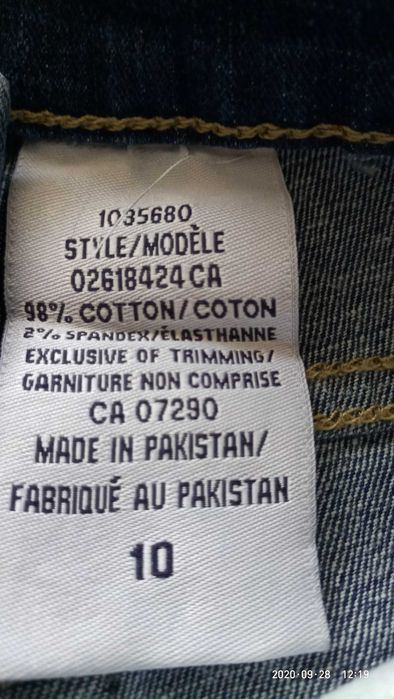 1035680
STYLE/MODÈLE
02618424 CA
98% COTTON/COTON
2% SPANDEX/ÉLASTHANNE
EXCLUSIVE OF TRIMMING/
GARNITURE NON COMPRISE
CA 07290
MADE IN PAKISTAN/
FABRIQUÉ AU PAKISTAN
10
2020·09·28 12:19